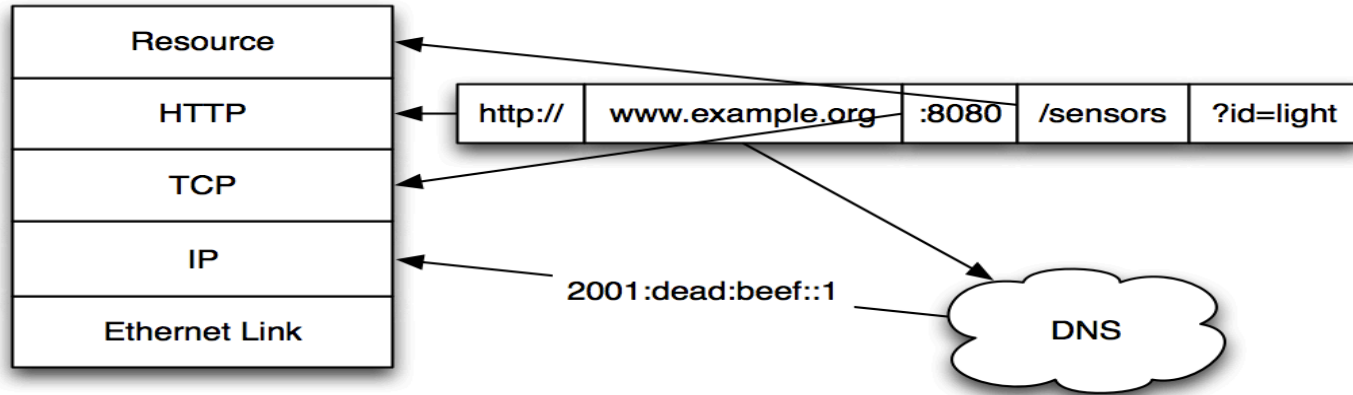 Resource
HTTP
TCP
IP
Ethernet Link
http:// www.example.org :8080 /sensors ?id=light
2001:dead:beef::1
DNS